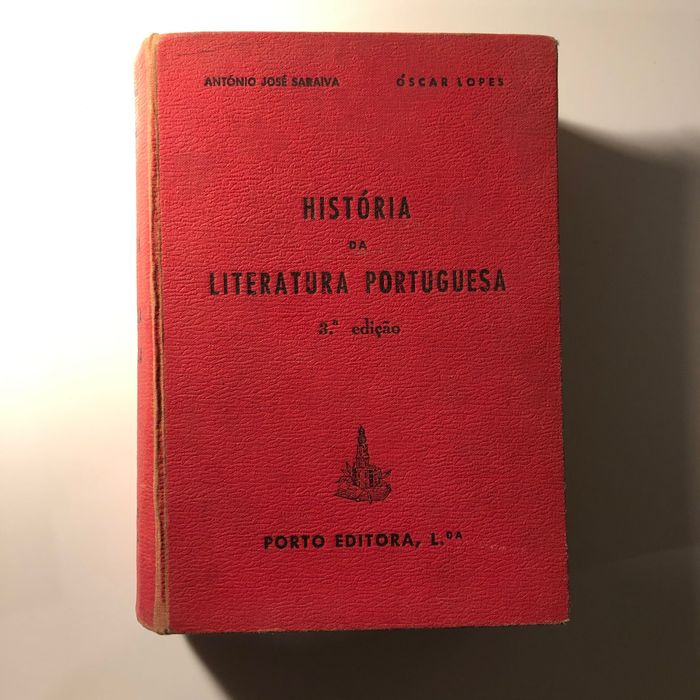 ANTÓNIO JOSÉ SARAIVA ÓSCAR LOPES
HISTÓRIA
DA
LITERATURA PORTUGUESA
3.ª edição
PORTO EDITORA, L.DA